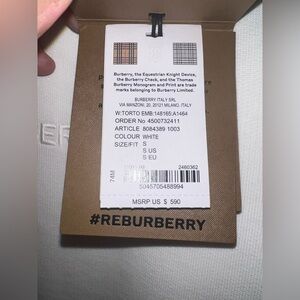 Burberry, the Equestrian Knight Device,
the Burberry Check, and the Thomas
Burberry Monogram and Print are trade
marks belonging to Burberry Limited.
BURBERRY ITALY SRL
VIA MANZONI, 20, 20121 MILANO. ITALY
W:TORTO EMB:148165:A1464
ORDER No 4500732411
ARTICLE 8084389 1003
COLOUR WHITE
SIZE/FIT S
S US
S EU
74M
2460362
5045705488994
MSRP US $ 590
#REBURBERRY